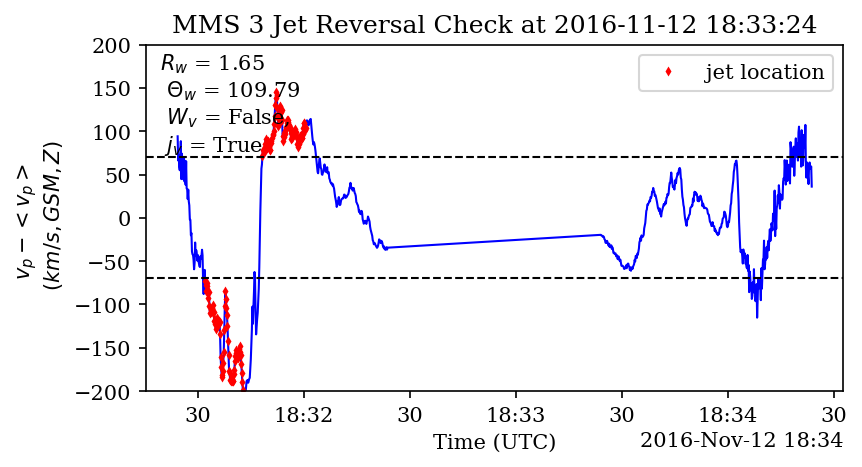 MMS 3 Jet Reversal Check at 2016-11-12 18:33:24
R_w = 1.65
Θ_w = 109.79
W_v = False
j_v = True
jet location
200
150
100
50
0
−50
−100
−150
−200
v_p − < v_p >
(km/s, GSM, Z)
30 18:32 30 18:33 30 18:34 30
Time (UTC)
2016-Nov-12 18:34